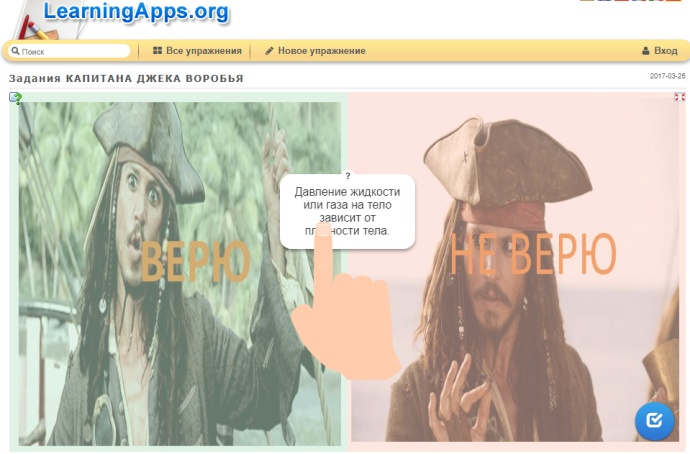 LearningApps.org
Поиск
Все упражнения
Новое упражнение
Вход
Задания КАПИТАНА ДЖЕКА ВОРОБЬЯ
2017-03-25
?
Давление жидкости
или газа на тело
зависит от
плотности тела.
ВЕРЮ
НЕ ВЕРЮ